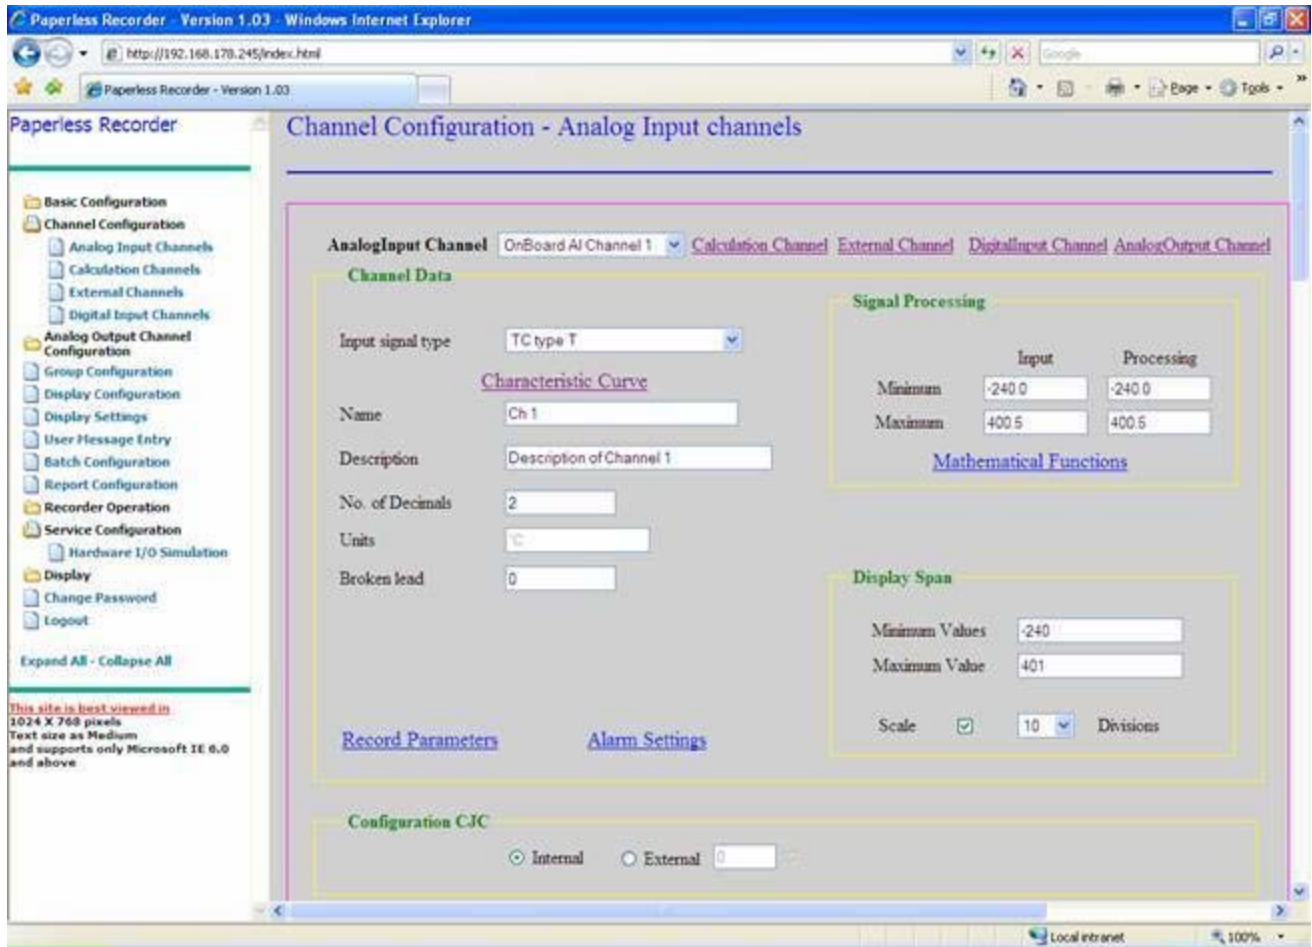 Paperless Recorder - Version 1.03 - Windows Internet Explorer
http://192.168.170.245/index.html
Google
Paperless Recorder - Version 1.03
Page
Tools
Paperless Recorder
Basic Configuration
Channel Configuration
Analog Input Channels
Calculation Channels
External Channels
Digital Input Channels
Analog Output Channel
Configuration
Group Configuration
Display Configuration
Display Settings
User Message Entry
Batch Configuration
Report Configuration
Recorder Operation
Service Configuration
Hardware I/O Simulation
Display
Change Password
Logout
Expand All - Collapse All
This site is best viewed in
1024 X 768 pixels
Text size as Medium
and supports only Microsoft IE 6.0
and above
Channel Configuration - Analog Input channels
AnalogInput Channel OnBoard AI Channel 1 Calculation Channel External Channel DigitalInput Channel AnalogOutput Channel
Channel Data
Input signal type TC type T
Characteristic Curve
Name Ch 1
Description Description of Channel 1
No. of Decimals 2
Units °C
Broken lead 0
Record Parameters Alarm Settings
Signal Processing
Input Processing
Minimum -240.0 -240.0
Maximum 400.5 400.5
Mathematical Functions
Display Span
Minimum Values -240
Maximum Value 401
Scale 10 Divisions
Configuration CJC
Internal External 0
Local intranet 100%